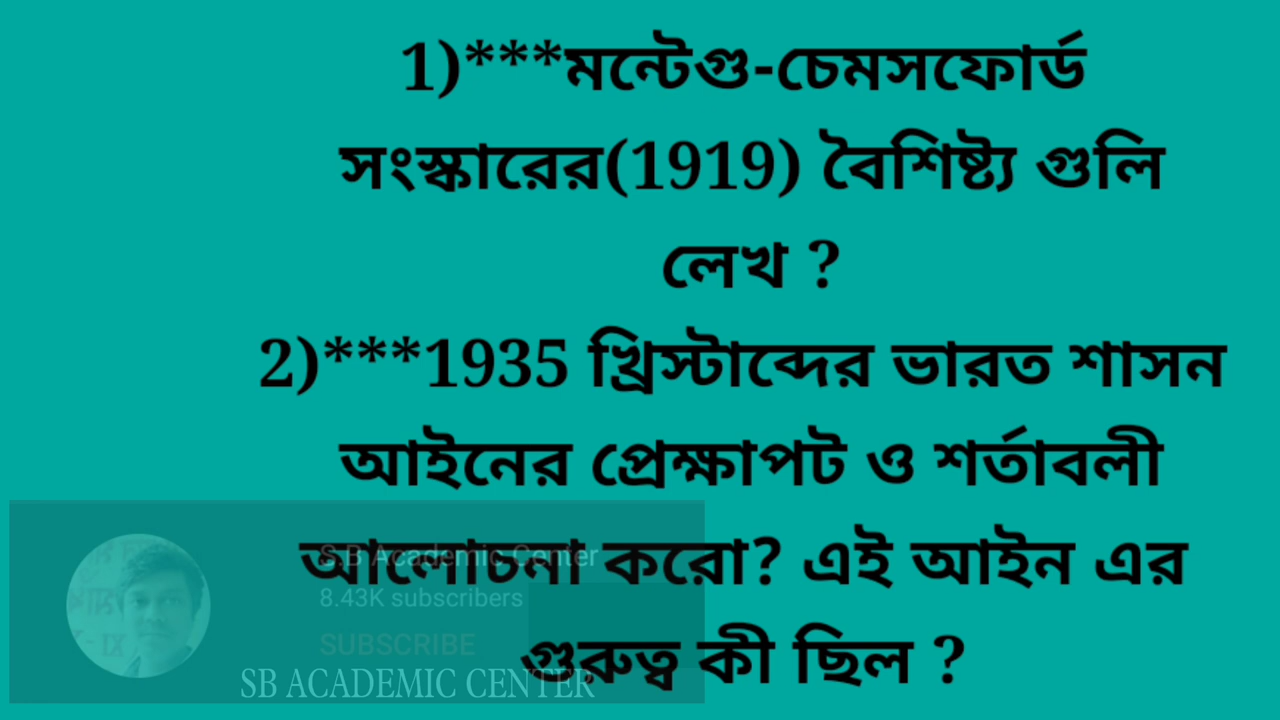 1)***মন্টেগু-চেমসফোর্ড
সংস্কারের(1919) বৈশিষ্ট্য গুলি
লেখ ?
2)***1935 খ্রিস্টাব্দের ভারত শাসন
আইনের প্রেক্ষাপট ও শর্তাবলী
আলোচনা করো? এই আইন এর
গুরুত্ব কী ছিল ?
S.B Academic Center
8.43K subscribers
SUBSCRIBE
SB ACADEMIC CENTER